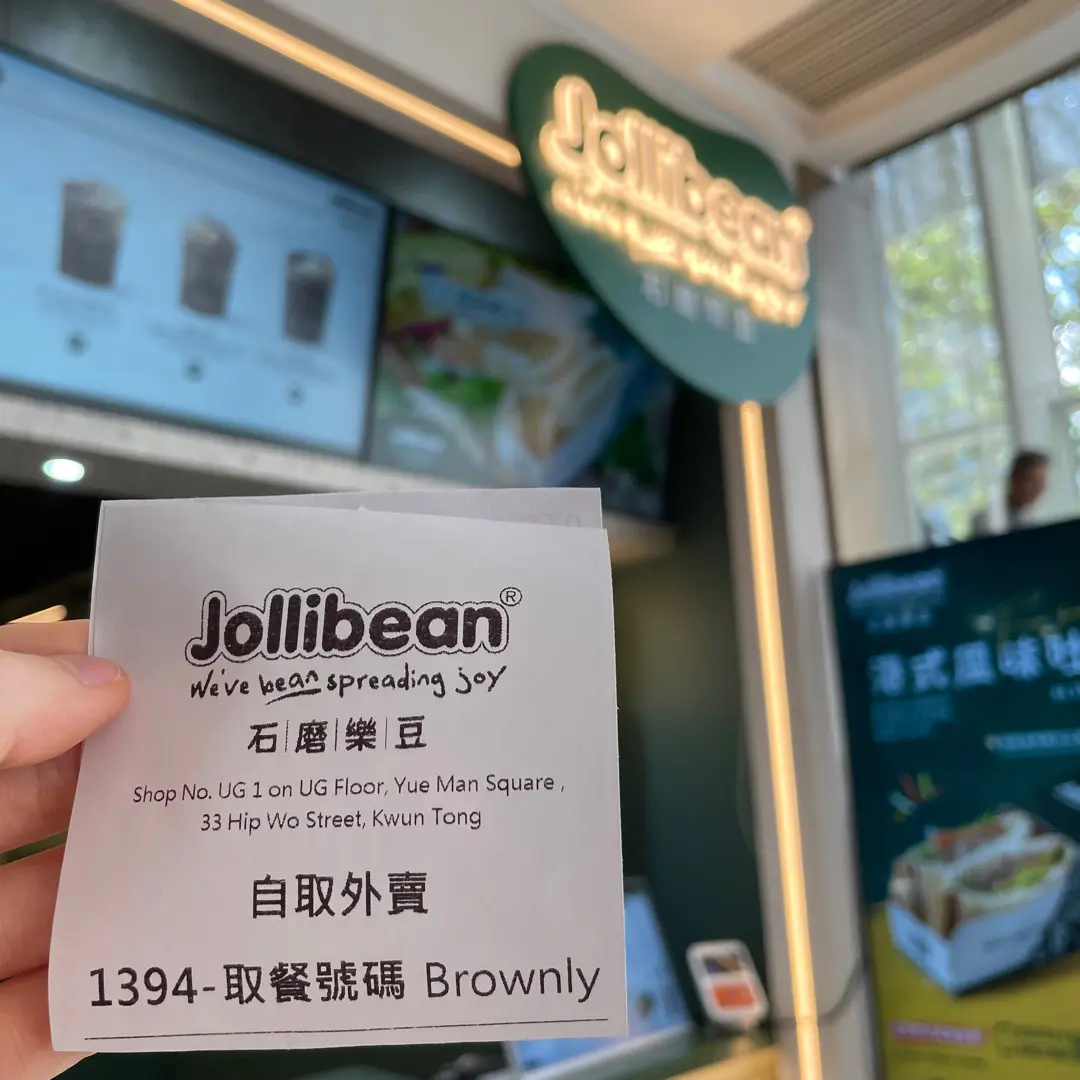 Jollibean
We've bean spreading joy
石磨樂豆
Jollibean®
We've bean spreading joy
石|磨|樂|豆
Shop No. UG 1 on UG Floor, Yue Man Square ,
33 Hip Wo Street, Kwun Tong
自取外賣
1394-取餐號碼 Brownly
Jollibean
港式風味吐